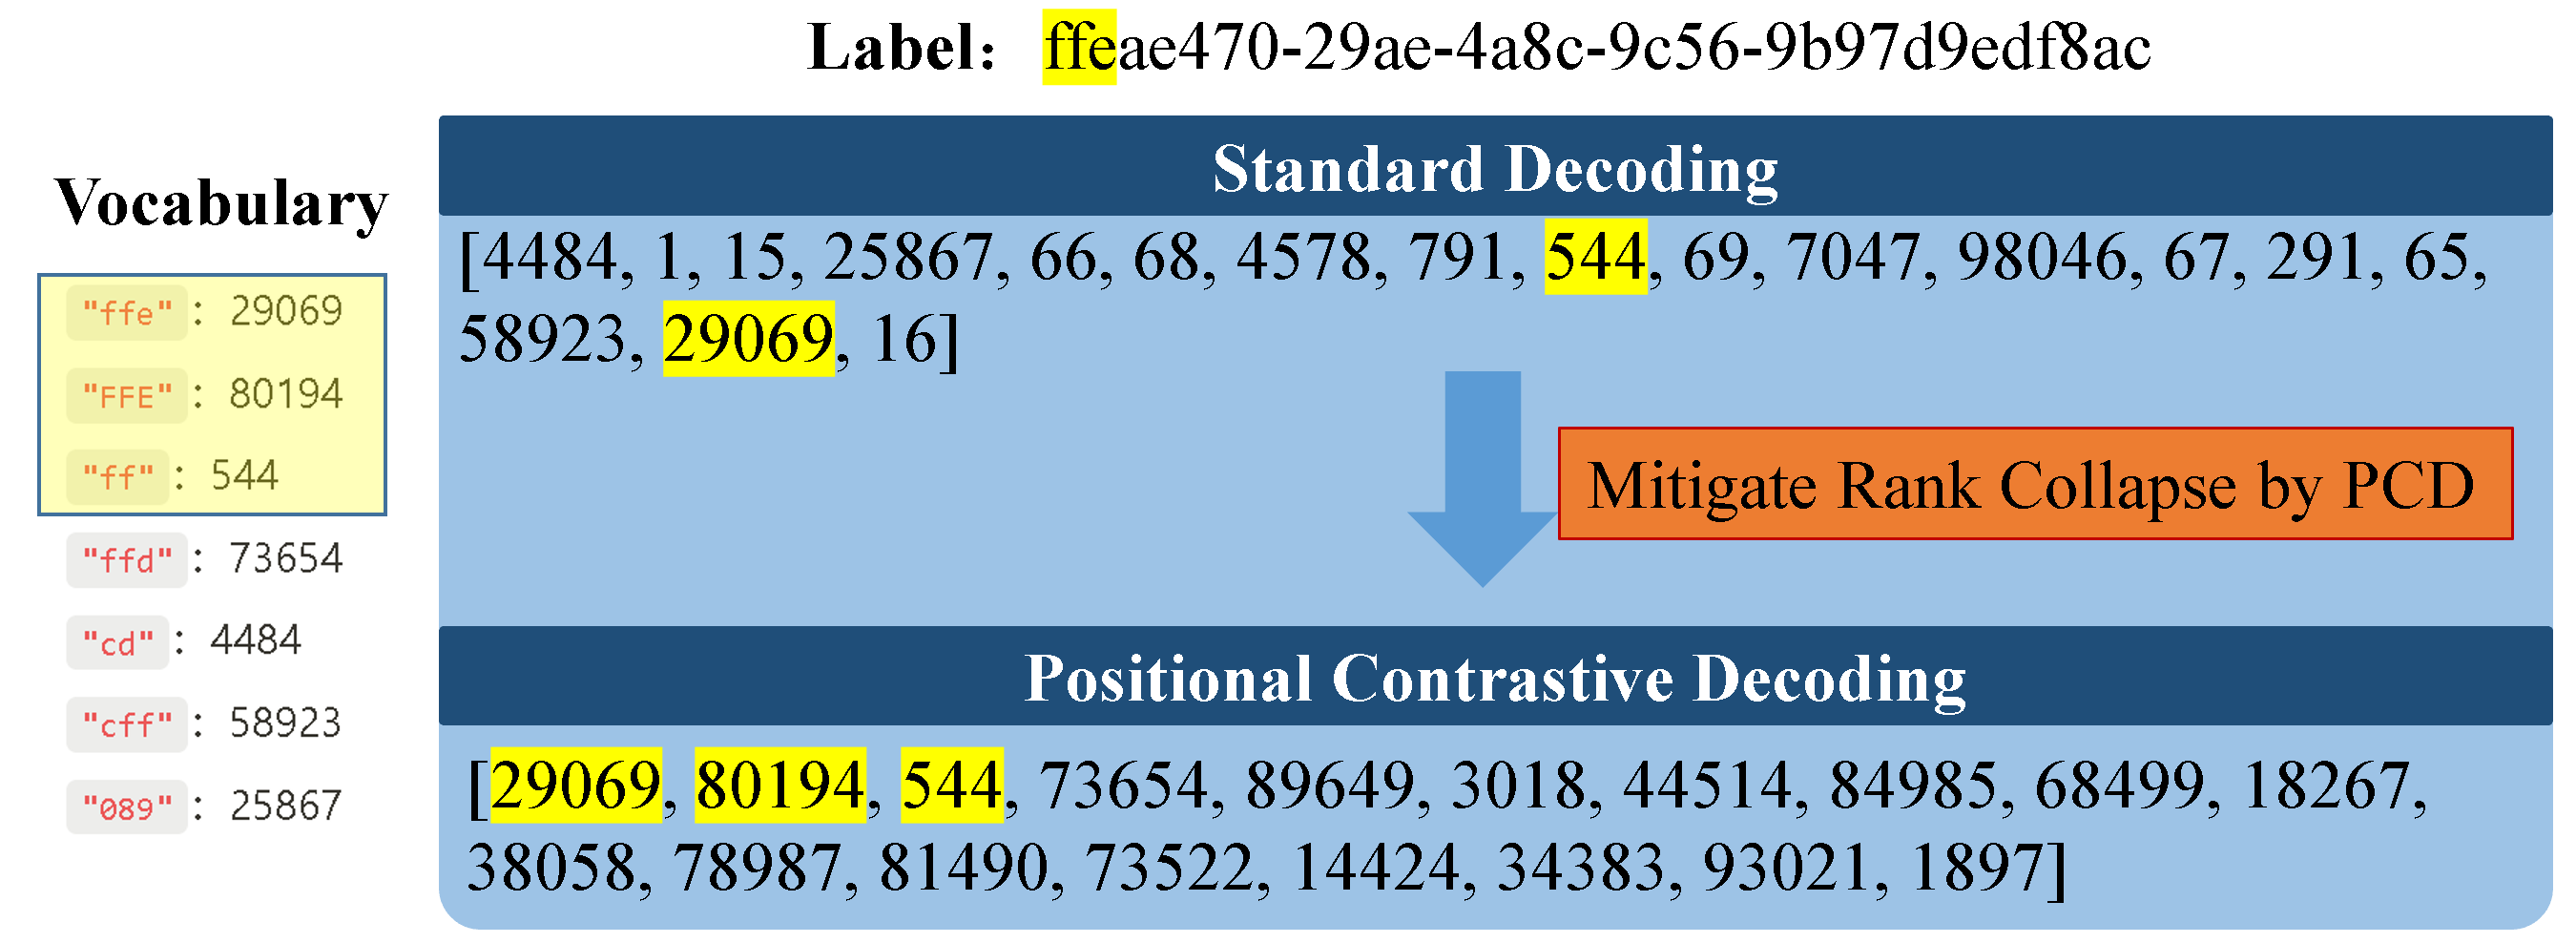 Label： ffeae470-29ae-4a8c-9c56-9b97d9edf8ac
Vocabulary
"ffe": 29069
"FFE": 80194
"ff": 544
"ffd": 73654
"cd": 4484
"cff": 58923
"089": 25867
Standard Decoding
[4484, 1, 15, 25867, 66, 68, 4578, 791, 544, 69, 7047, 98046, 67, 291, 65,
58923, 29069, 16]
Mitigate Rank Collapse by PCD
Positional Contrastive Decoding
[29069, 80194, 544, 73654, 89649, 3018, 44514, 84985, 68499, 18267,
38058, 78987, 81490, 73522, 14424, 34383, 93021, 1897]